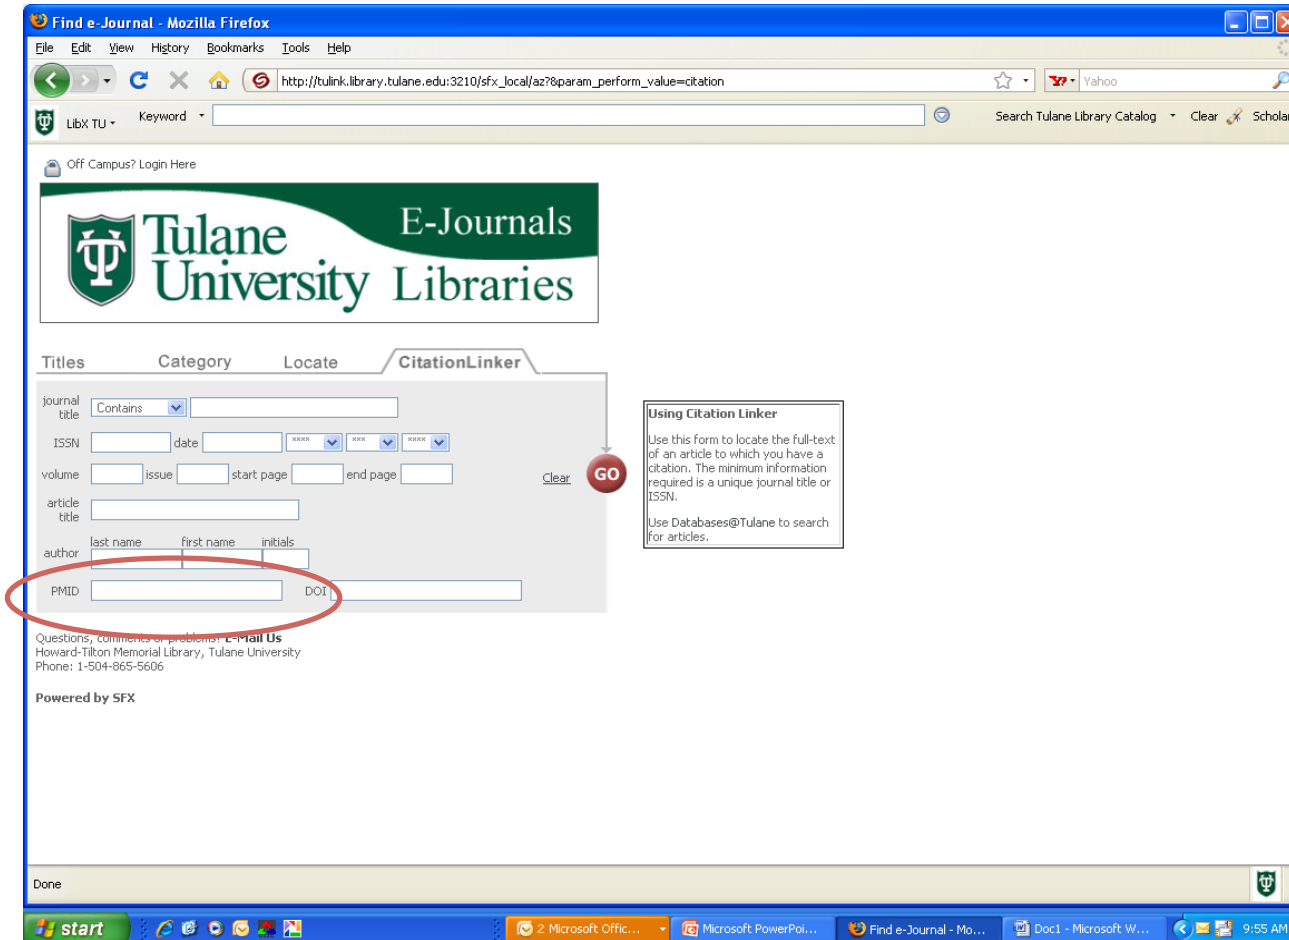 Find e-Journal - Mozilla Firefox
File Edit View History Bookmarks Tools Help
http://tulink.library.tulane.edu:3210/sfx_local/az?&param_perform_value=citation Yahoo
LibX TU Keyword Search Tulane Library Catalog Clear Scholar
Off Campus? Login Here
Tulane University
E-Journals
Libraries
Titles Category Locate CitationLinker
journal title Contains
ISSN date **** *** ****
volume issue start page end page Clear GO
article title
last name first name initials
author
PMID DOI
Using Citation Linker
Use this form to locate the full-text
of an article to which you have a
citation. The minimum information
required is a unique journal title or
ISSN.
Use Databases@Tulane to search
for articles.
Questions, comments or problems? E-Mail Us
Howard-Tilton Memorial Library, Tulane University
Phone: 1-504-865-5606
Powered by SFX
Done
start 2 Microsoft Offic... Microsoft PowerPoi... Find e-Journal - Mo... Doc1 - Microsoft W... 9:55 AM